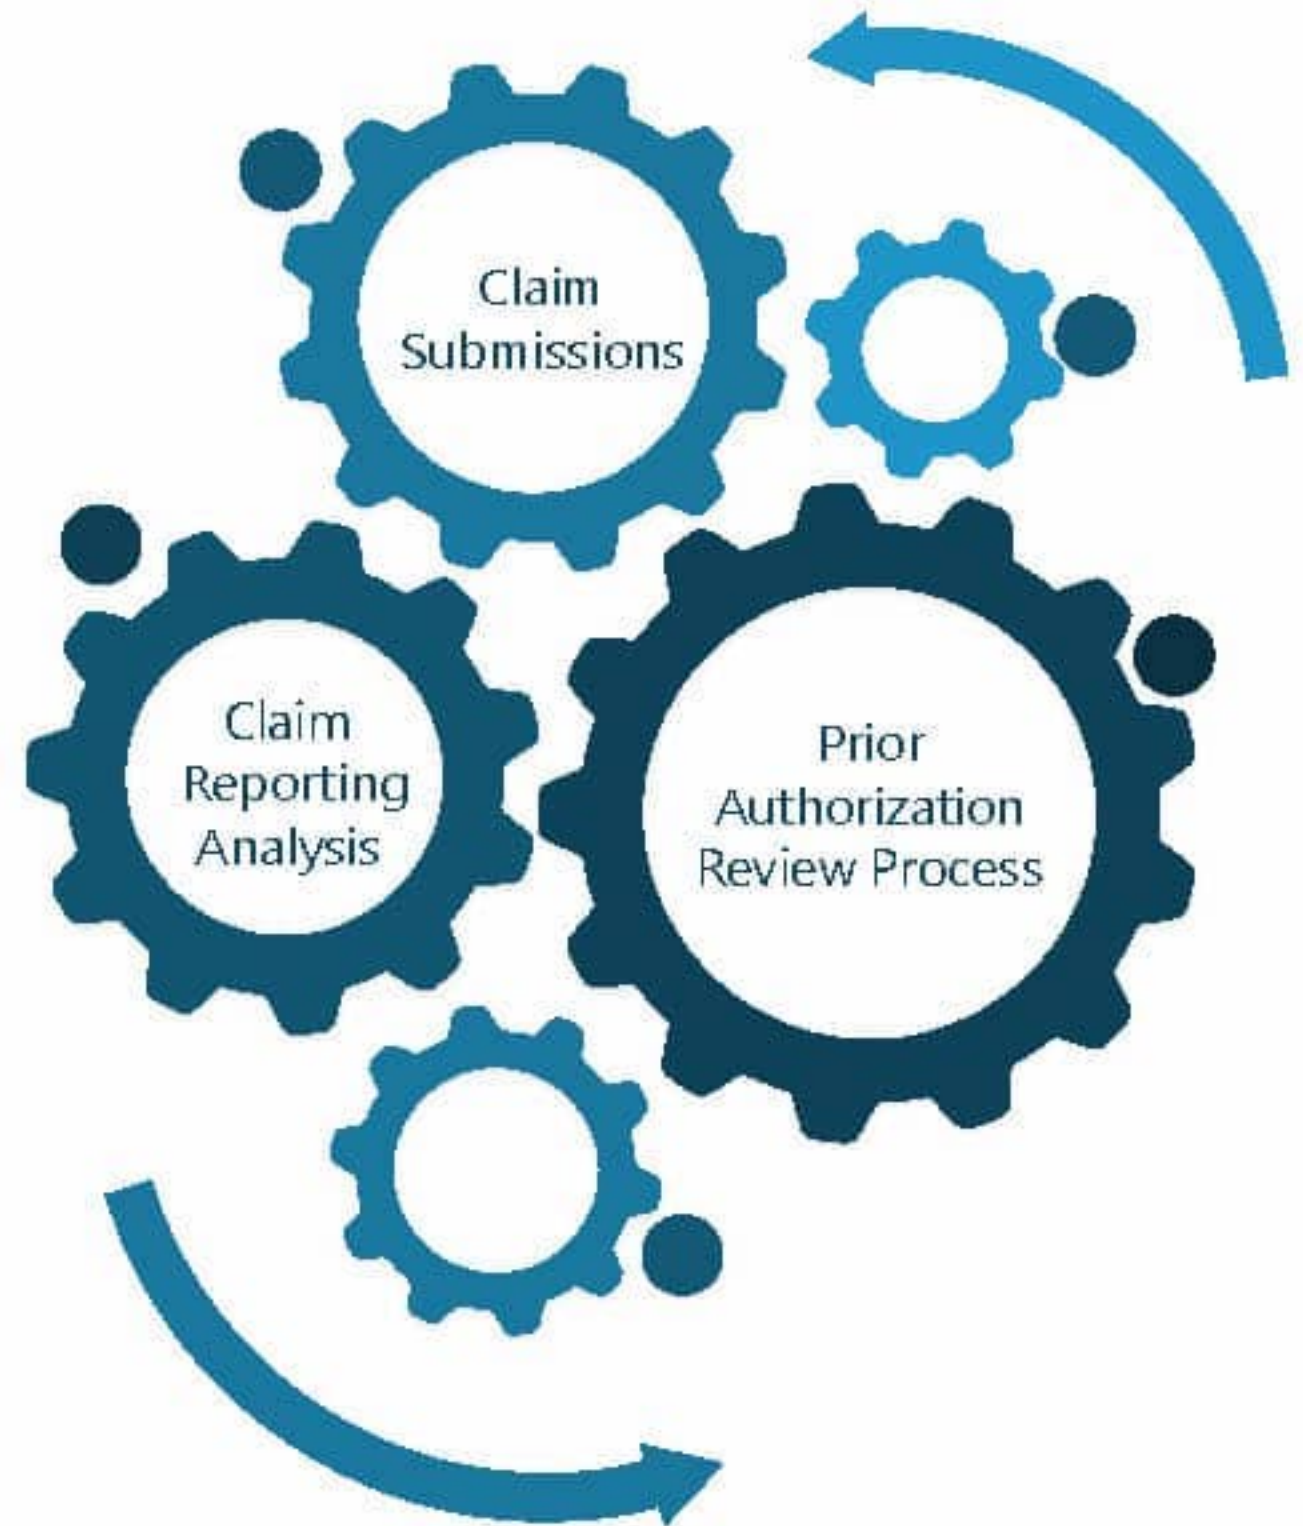 Claim
Submissions
Claim
Reporting
Analysis
Prior
Authorization
Review Process